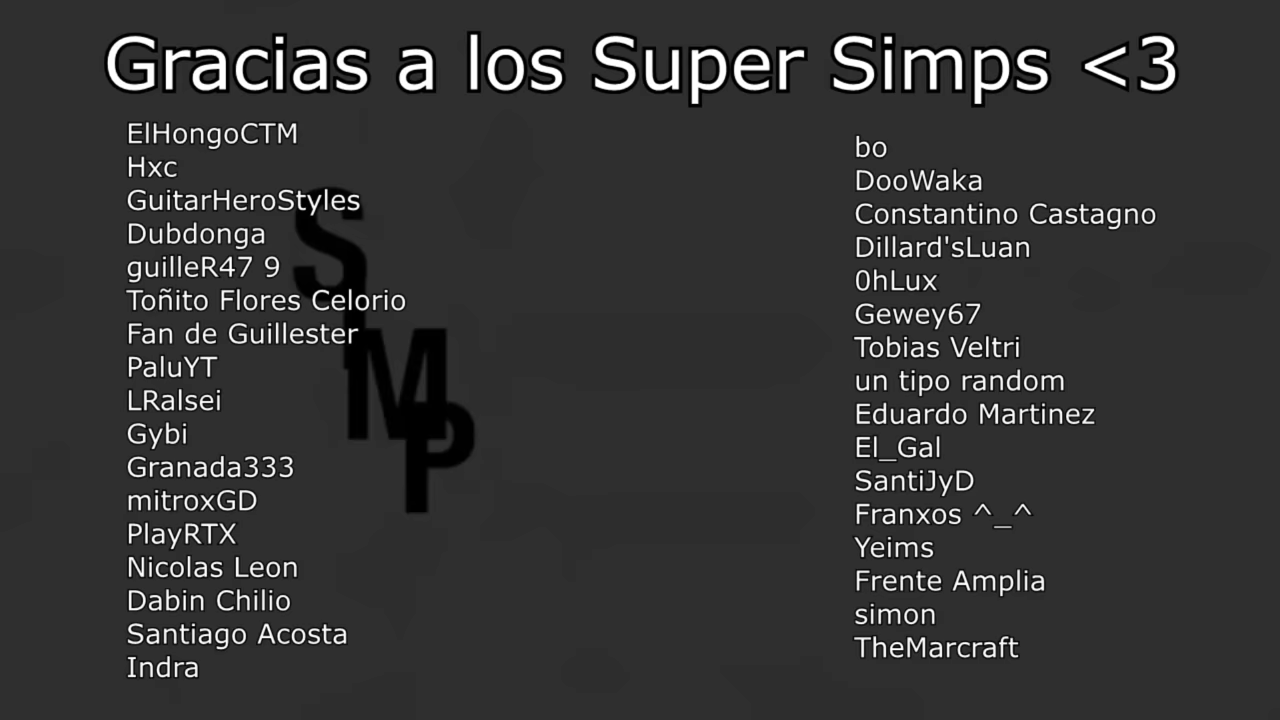 Gracias a los Super Simps <3
ElHongoCTM
Hxc
GuitarHeroStyles
Dubdonga
guilleR47 9
Toñito Flores Celorio
Fan de Guillester
PaluYT
LRalsei
Gybi
Granada333
mitroxGD
PlayRTX
Nicolas Leon
Dabin Chilio
Santiago Acosta
Indra
SIMP
bo
DooWaka
Constantino Castagno
Dillard'sLuan
0hLux
Gewey67
Tobias Veltri
un tipo random
Eduardo Martinez
El_Gal
SantiJyD
Franxos ^_^
Yeims
Frente Amplia
simon
TheMarcraft